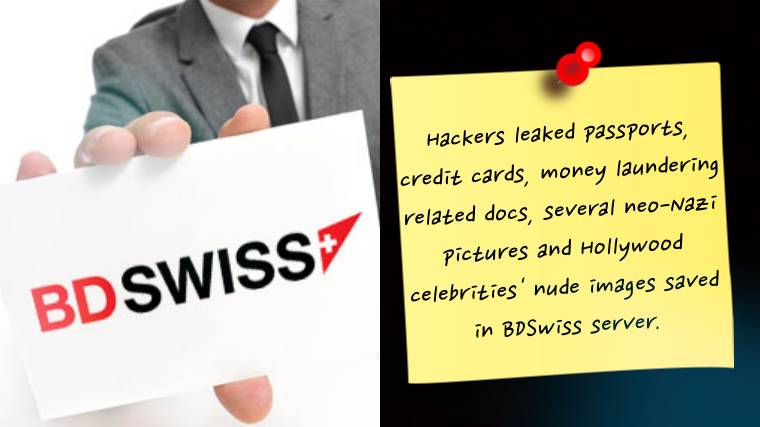 BDSWISS
Hackers leaked passports,
credit cards, money laundering
related docs, several neo-Nazi
pictures and Hollywood
celebrities' nude images saved
in BDSwiss server.